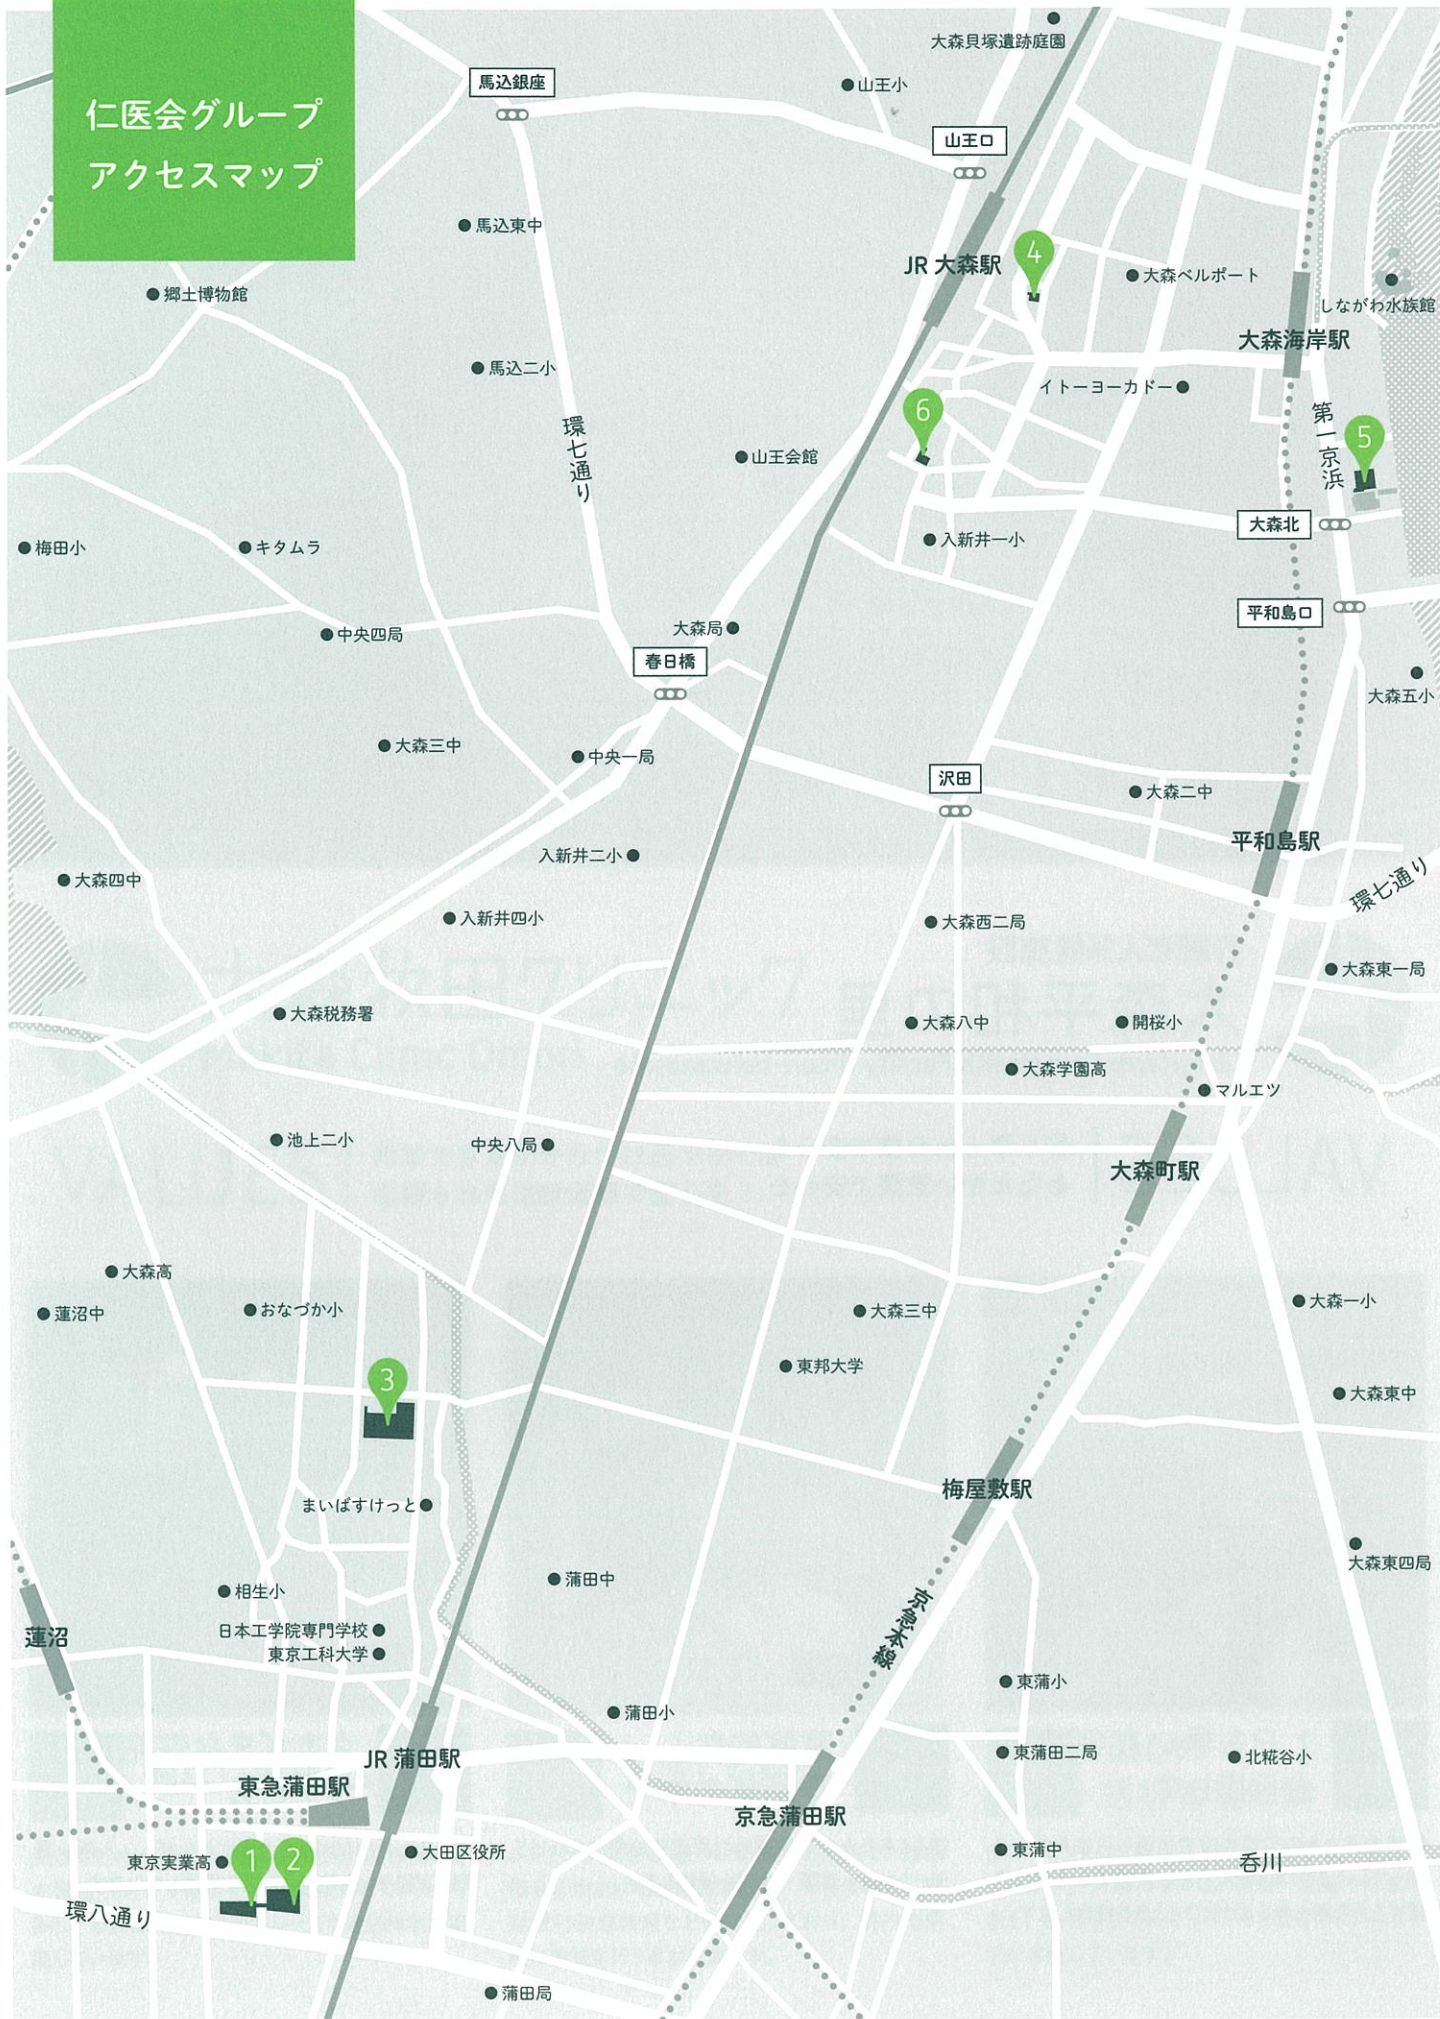 仁医会グループ
アクセスマップ
大森貝塚遺跡庭園
馬込銀座
山王小
山王口
馬込東中
JR 大森駅
4
大森ベルポート
郷土博物館
しながわ水族館
大森海岸駅
馬込二小
イトーヨーカドー
6
第一京浜
5
環七通り
山王会館
大森北
入新井一小
梅田小
キタムラ
平和島口
中央四局
大森局
春日橋
大森五小
大森三中
中央一局
沢田
大森二中
平和島駅
入新井二小
大森四中
環七通り
入新井四小
大森西二局
大森東一局
大森税務署
大森八中
開桜小
大森学園高
マルエツ
池上二小
中央八局
大森町駅
大森高
蓮沼中
おなづか小
大森三中
大森一小
東邦大学
3
大森東中
梅屋敷駅
まいばすけっと
大森東四局
蒲田中
相生小
京急本線
日本工学院専門学校
蓮沼
東京工科大学
東蒲小
蒲田小
JR 蒲田駅
東蒲田二局
北糀谷小
東急蒲田駅
京急蒲田駅
東京実業高
1
2
大田区役所
東蒲中
呑川
環八通り
蒲田局